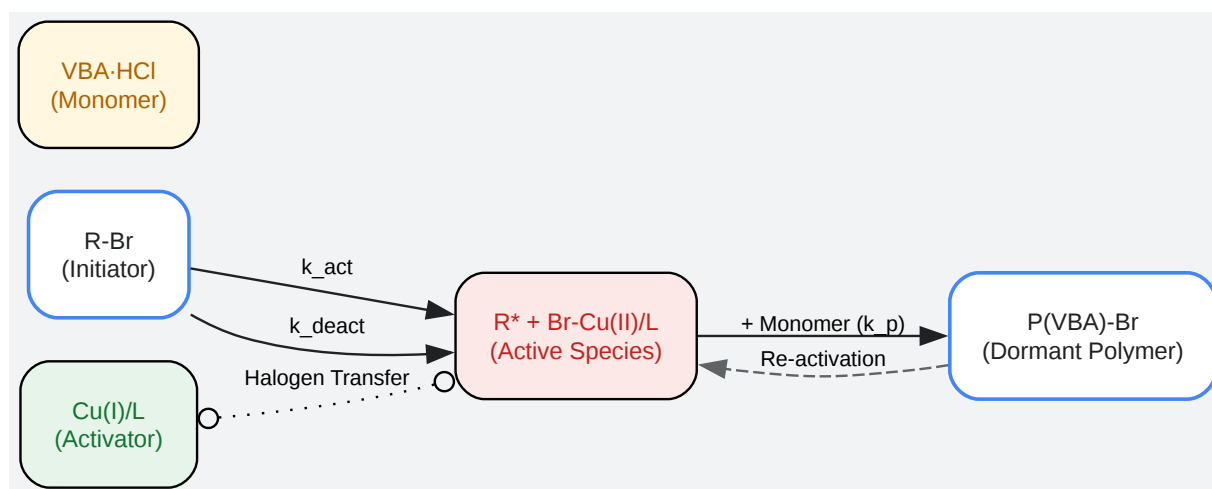 VBA·HCl
(Monomer)
R-Br
(Initiator)
k_act
k_deact
Halogen Transfer
Cu(I)/L
(Activator)
R* + Br-Cu(II)/L
(Active Species)
+ Monomer (k_p)
Re-activation
P(VBA)-Br
(Dormant Polymer)